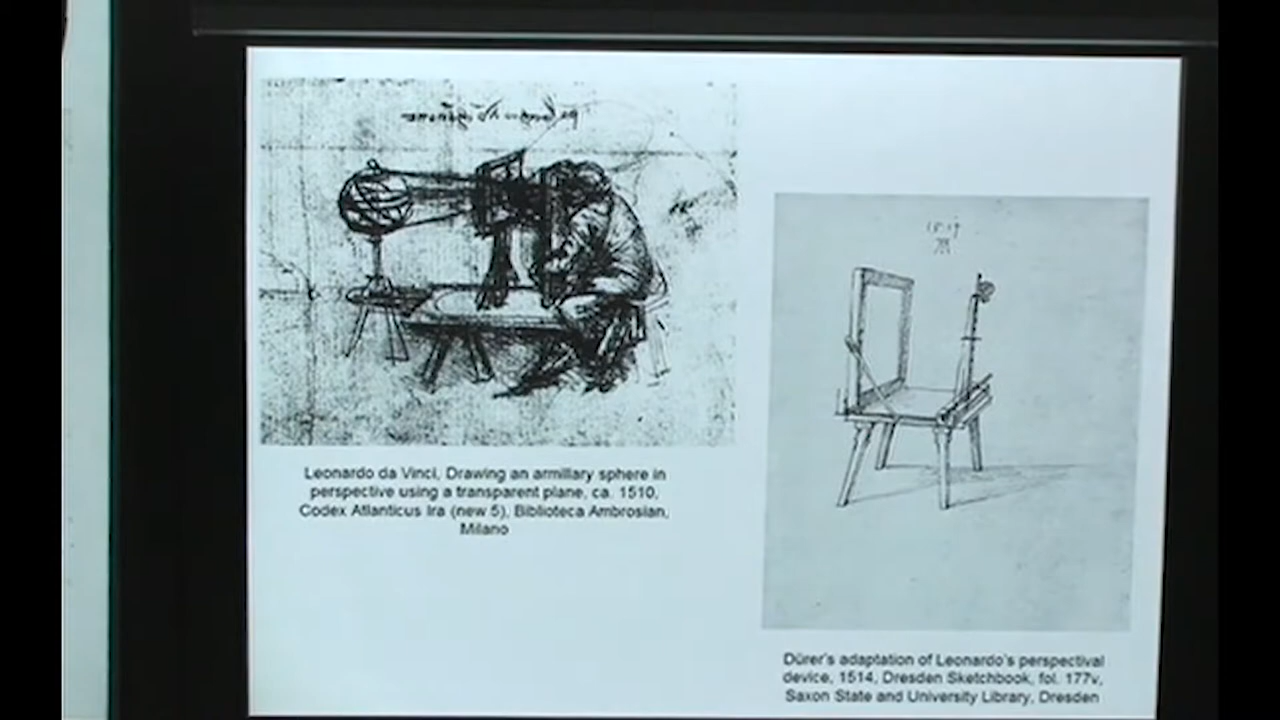 Leonardo da Vinci, Drawing an armillary sphere in
perspective using a transparent plane, ca. 1510,
Codex Atlanticus Ira (new 5), Biblioteca Ambrosian,
Milano
Dürer's adaptation of Leonardo's perspectival
device, 1514, Dresden Sketchbook, fol. 177v,
Saxon State and University Library, Dresden